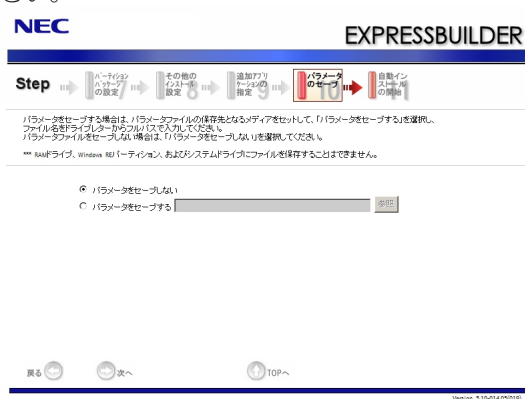 さい。
NEC
EXPRESSBUILDER
Step
パーティション
/パッケージ
の設定 7
その他の
インストール
設定 8
追加アプリ
ケーションの
指定 9
パラメータ
のセーブ 10
自動イン
ストール
の開始 11
パラメータをセーブする場合は、パラメータファイルの保存先となるメディアをセットして、「パラメータをセーブする」を選択し、
ファイル名をドライブレターからフルパスで入力してください。
パラメータファイルをセーブしない場合は、「パラメータをセーブしない」を選択してください。
*** RAMドライブ、Windows REパーティション、およびシステムドライブにファイルを保存することはできません。
パラメータをセーブしない
パラメータをセーブする
参照
戻る
次へ
TOPへ